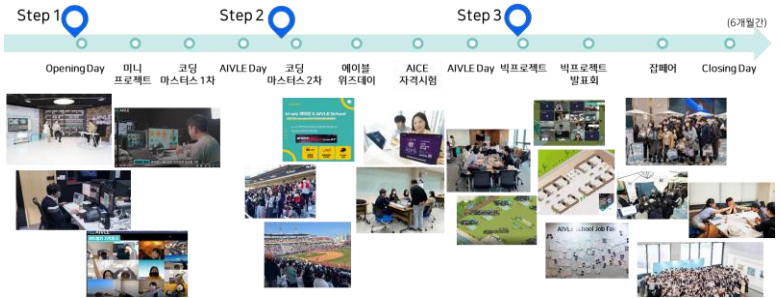 Step 1
Step 2
Step 3
(6개월간)
Opening Day
미니
프로젝트
코딩
마스터스 1차
AIVLE Day
코딩
마스터스 2차
에이블
위즈데이
AICE
자격시험
AIVLE Day
빅프로젝트
빅프로젝트
발표회
잡페어
Closing Day
AIVLE
AIVLE School Job Fair